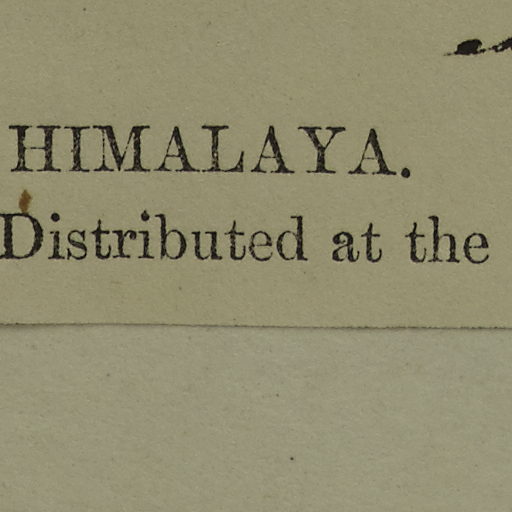 HIMALAYA.
Distributed at the